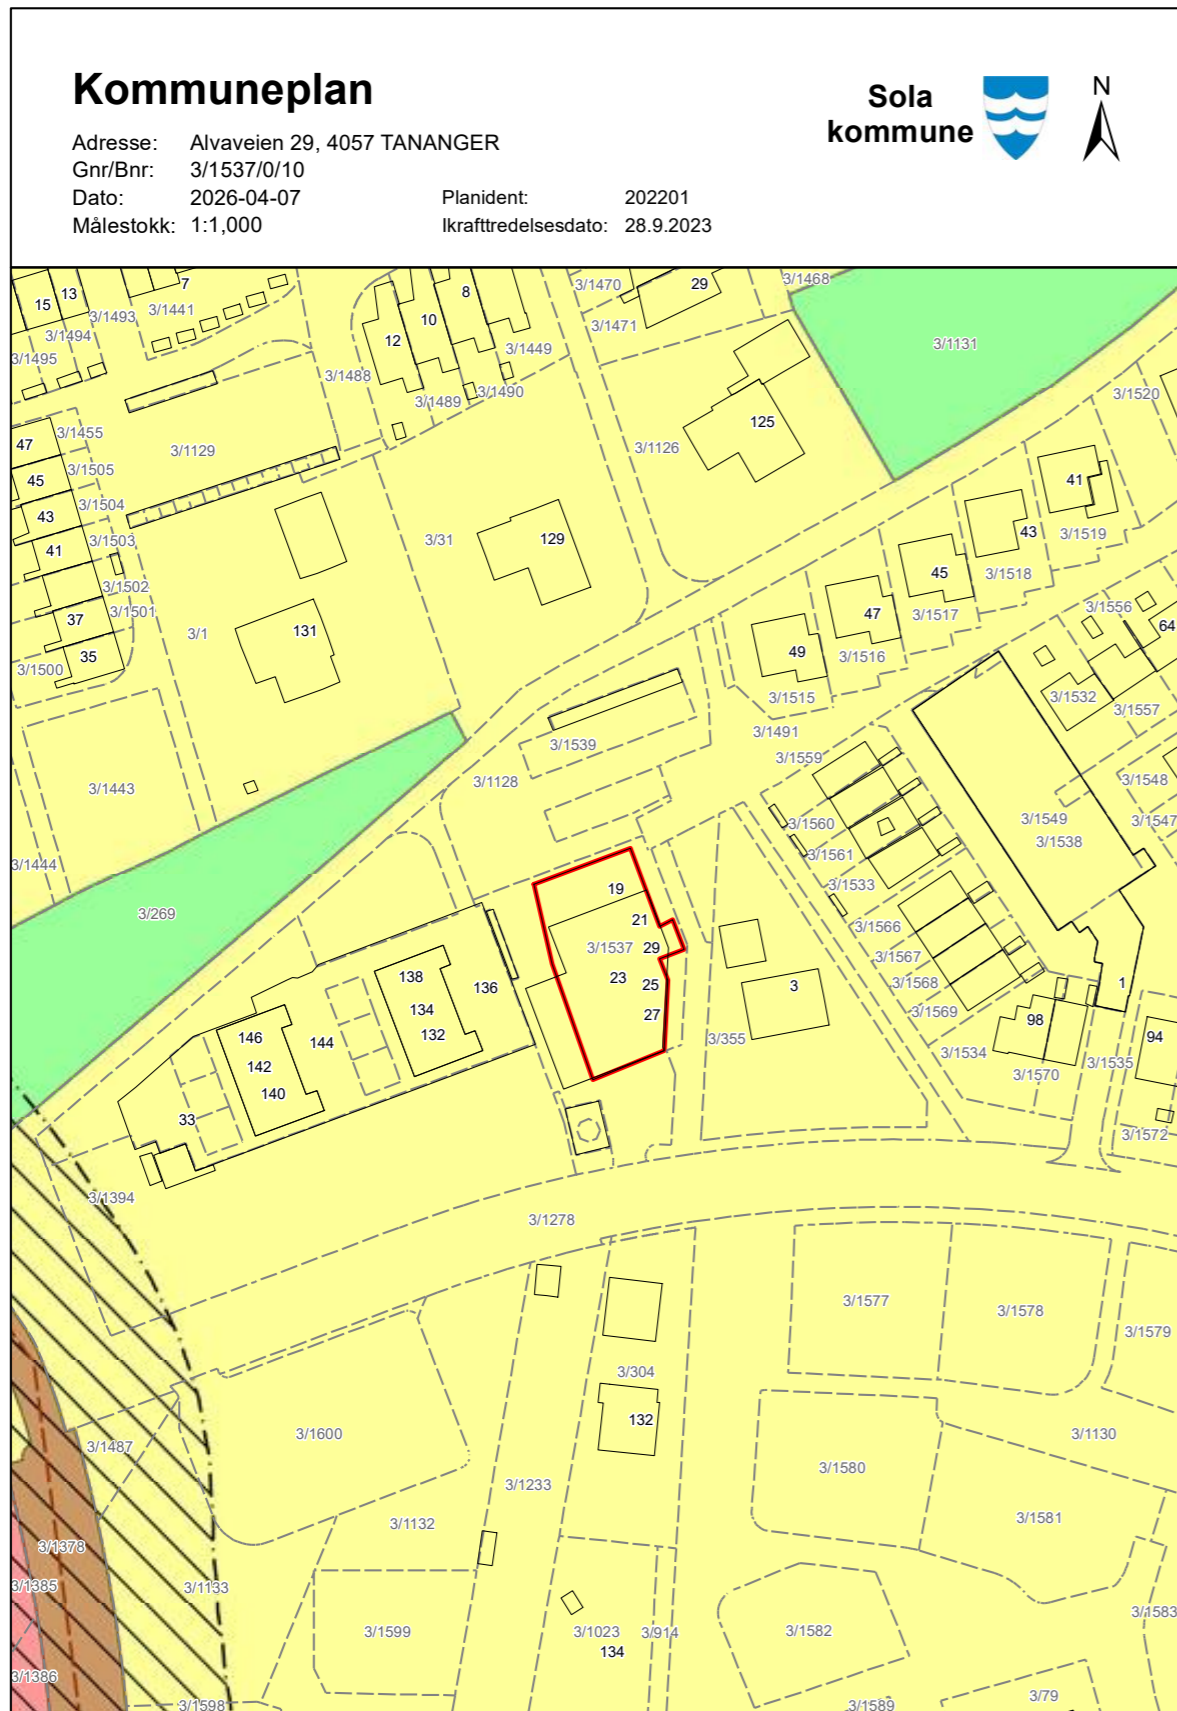 Kommuneplan
Sola
kommune
N
Adresse: Alvaveien 29, 4057 TANANGER
Gnr/Bnr: 3/1537/0/10
Dato: 2026-04-07 Planident: 202201
Målestokk: 1:1,000 Ikrafttredelsesdato: 28.9.2023
15 13 7 8 3/1470 29 3/1468
3/1493 3/1441 10 3/1471
3/1494 12 3/1449 3/1131
3/1495 3/1488 3/1490 3/1520
3/1489
47 3/1455 3/1129 3/1126 125
45 3/1505 41
43 3/1504 3/1519
41 3/1503 3/31 129 43
3/1502 45 3/1518
37 3/1501 47 3/1517 3/1556
35 3/1 131 49 3/1516 64
3/1500 3/1515 3/1532
3/1557
3/1539 3/1491
3/1559
3/1443 3/1128 3/1548
3/1560 3/1549 3/1547
3/1444 3/1561 3/1538
3/1533
3/269 19
21 3/1566
3/1537 29 3/1567
138 136 23 25 3 3/1568 1
134 27 3/1569
146 144 132 98
142 3/355 3/1534 94
140 3/1570 3/1535
33 3/1572
3/1394
3/1278
3/1577 3/1578
3/1579
3/304
132
3/1487 3/1600 3/1130
3/1580
3/1233
3/1132 3/1581
3/1378
3/1385 3/1133
3/1583
3/1599 3/1023 3/914 3/1582
134
3/1386
3/1598 3/1589 3/79